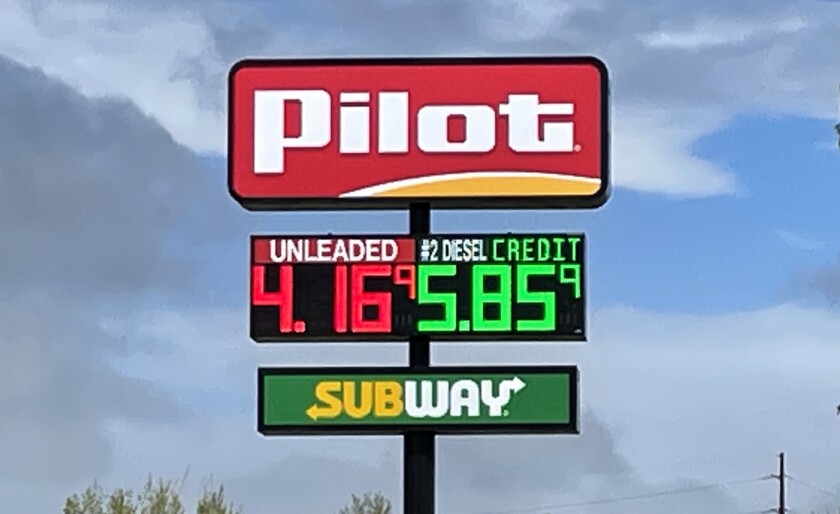 Pilot
UNLEADED #2 DIESEL CREDIT
4.16⁹ 5.85⁹
SUBWAY